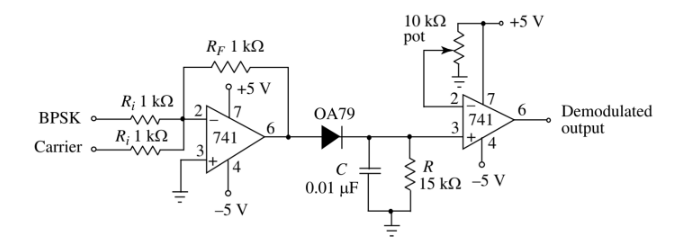 10 kΩ
pot
+5 V
R_F 1 kΩ
+5 V
BPSK
R_i 1 kΩ
2
−
7
741
6
OA79
2
−
7
741
6
Demodulated
output
Carrier
R_i 1 kΩ
3
+
4
3
+
4
C
0.01 μF
R
15 kΩ
−5 V
−5 V